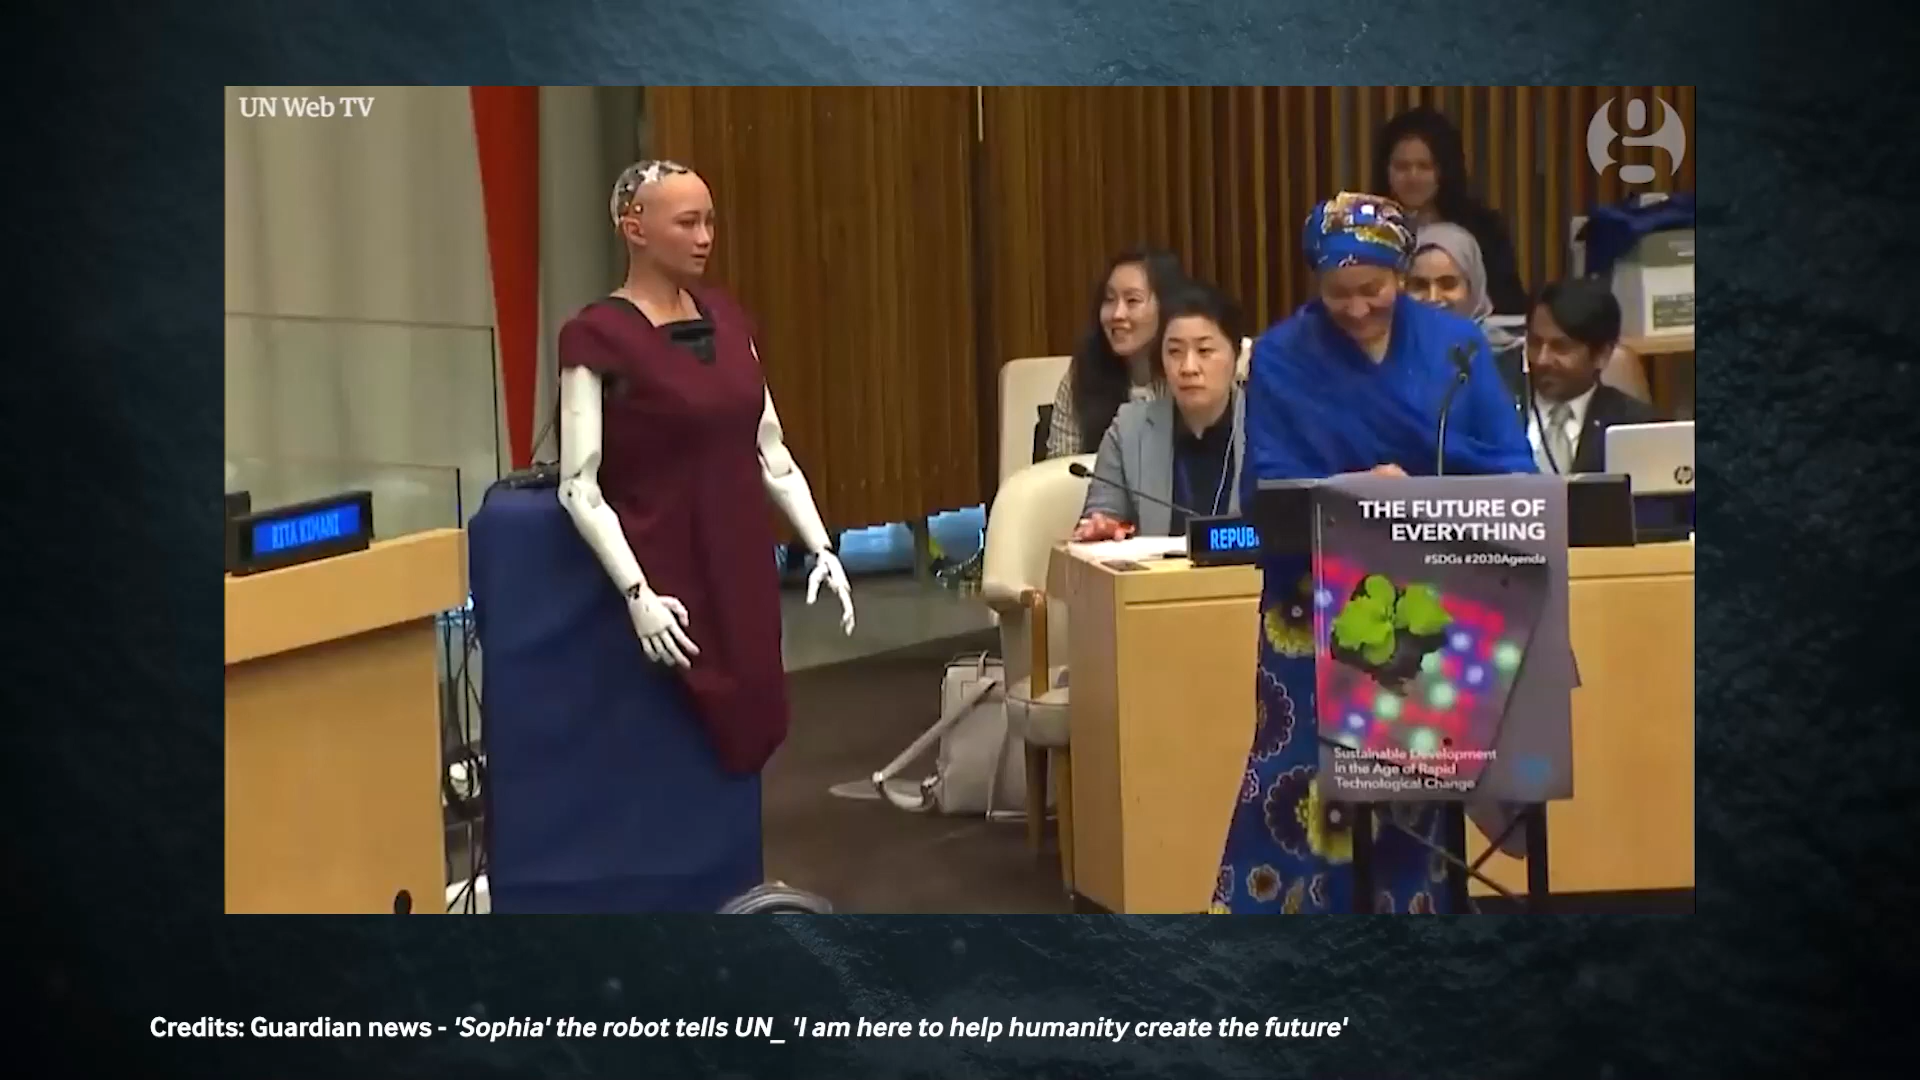 UN Web TV
RITA KIMANI
REPUB
THE FUTURE OF
EVERYTHING
#SDGs #2030Agenda
Sustainable Development
in the Age of Rapid
Technological Change
hp
Credits: Guardian news - 'Sophia' the robot tells UN_ 'I am here to help humanity create the future'